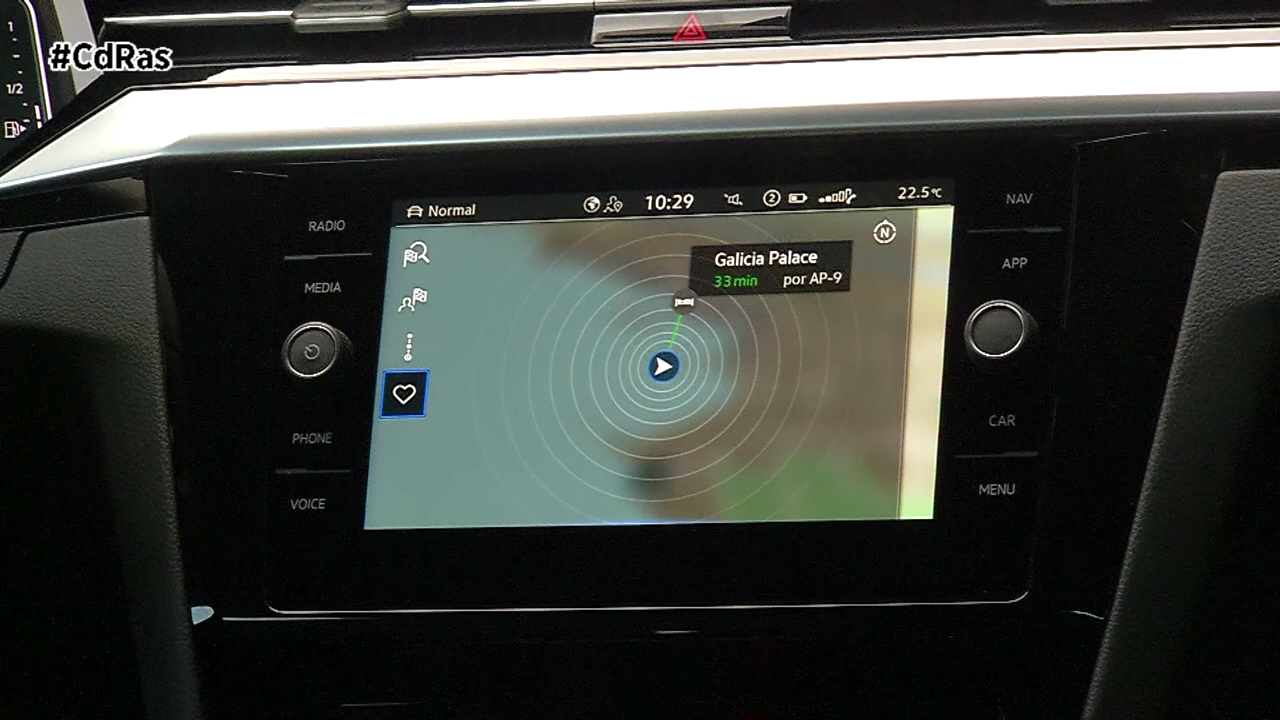 #CdRas
1
1/2
RADIO
MEDIA
PHONE
VOICE
Normal
10:29
2
22.5°C
N
Galicia Palace
33 min por AP-9
NAV
APP
CAR
MENU